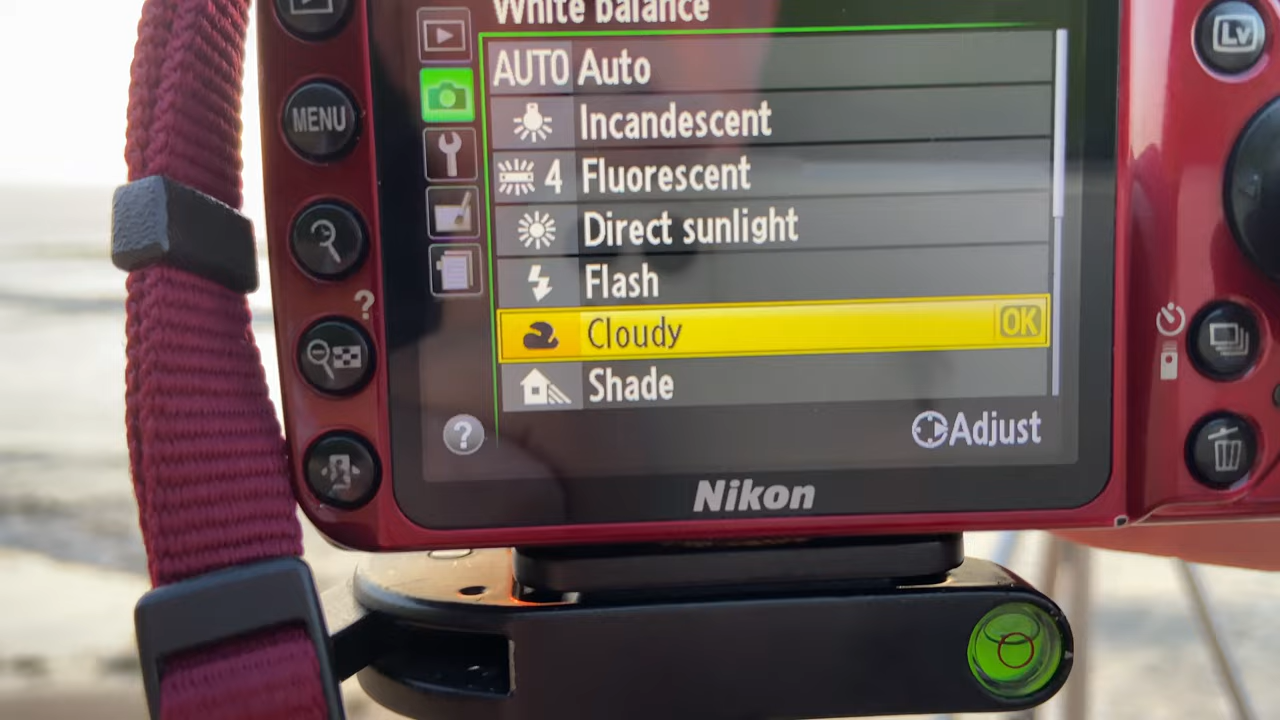 White balance
AUTO Auto
Incandescent
4 Fluorescent
Direct sunlight
Flash
Cloudy OK
Shade
? Adjust
Nikon
MENU
?
Lv